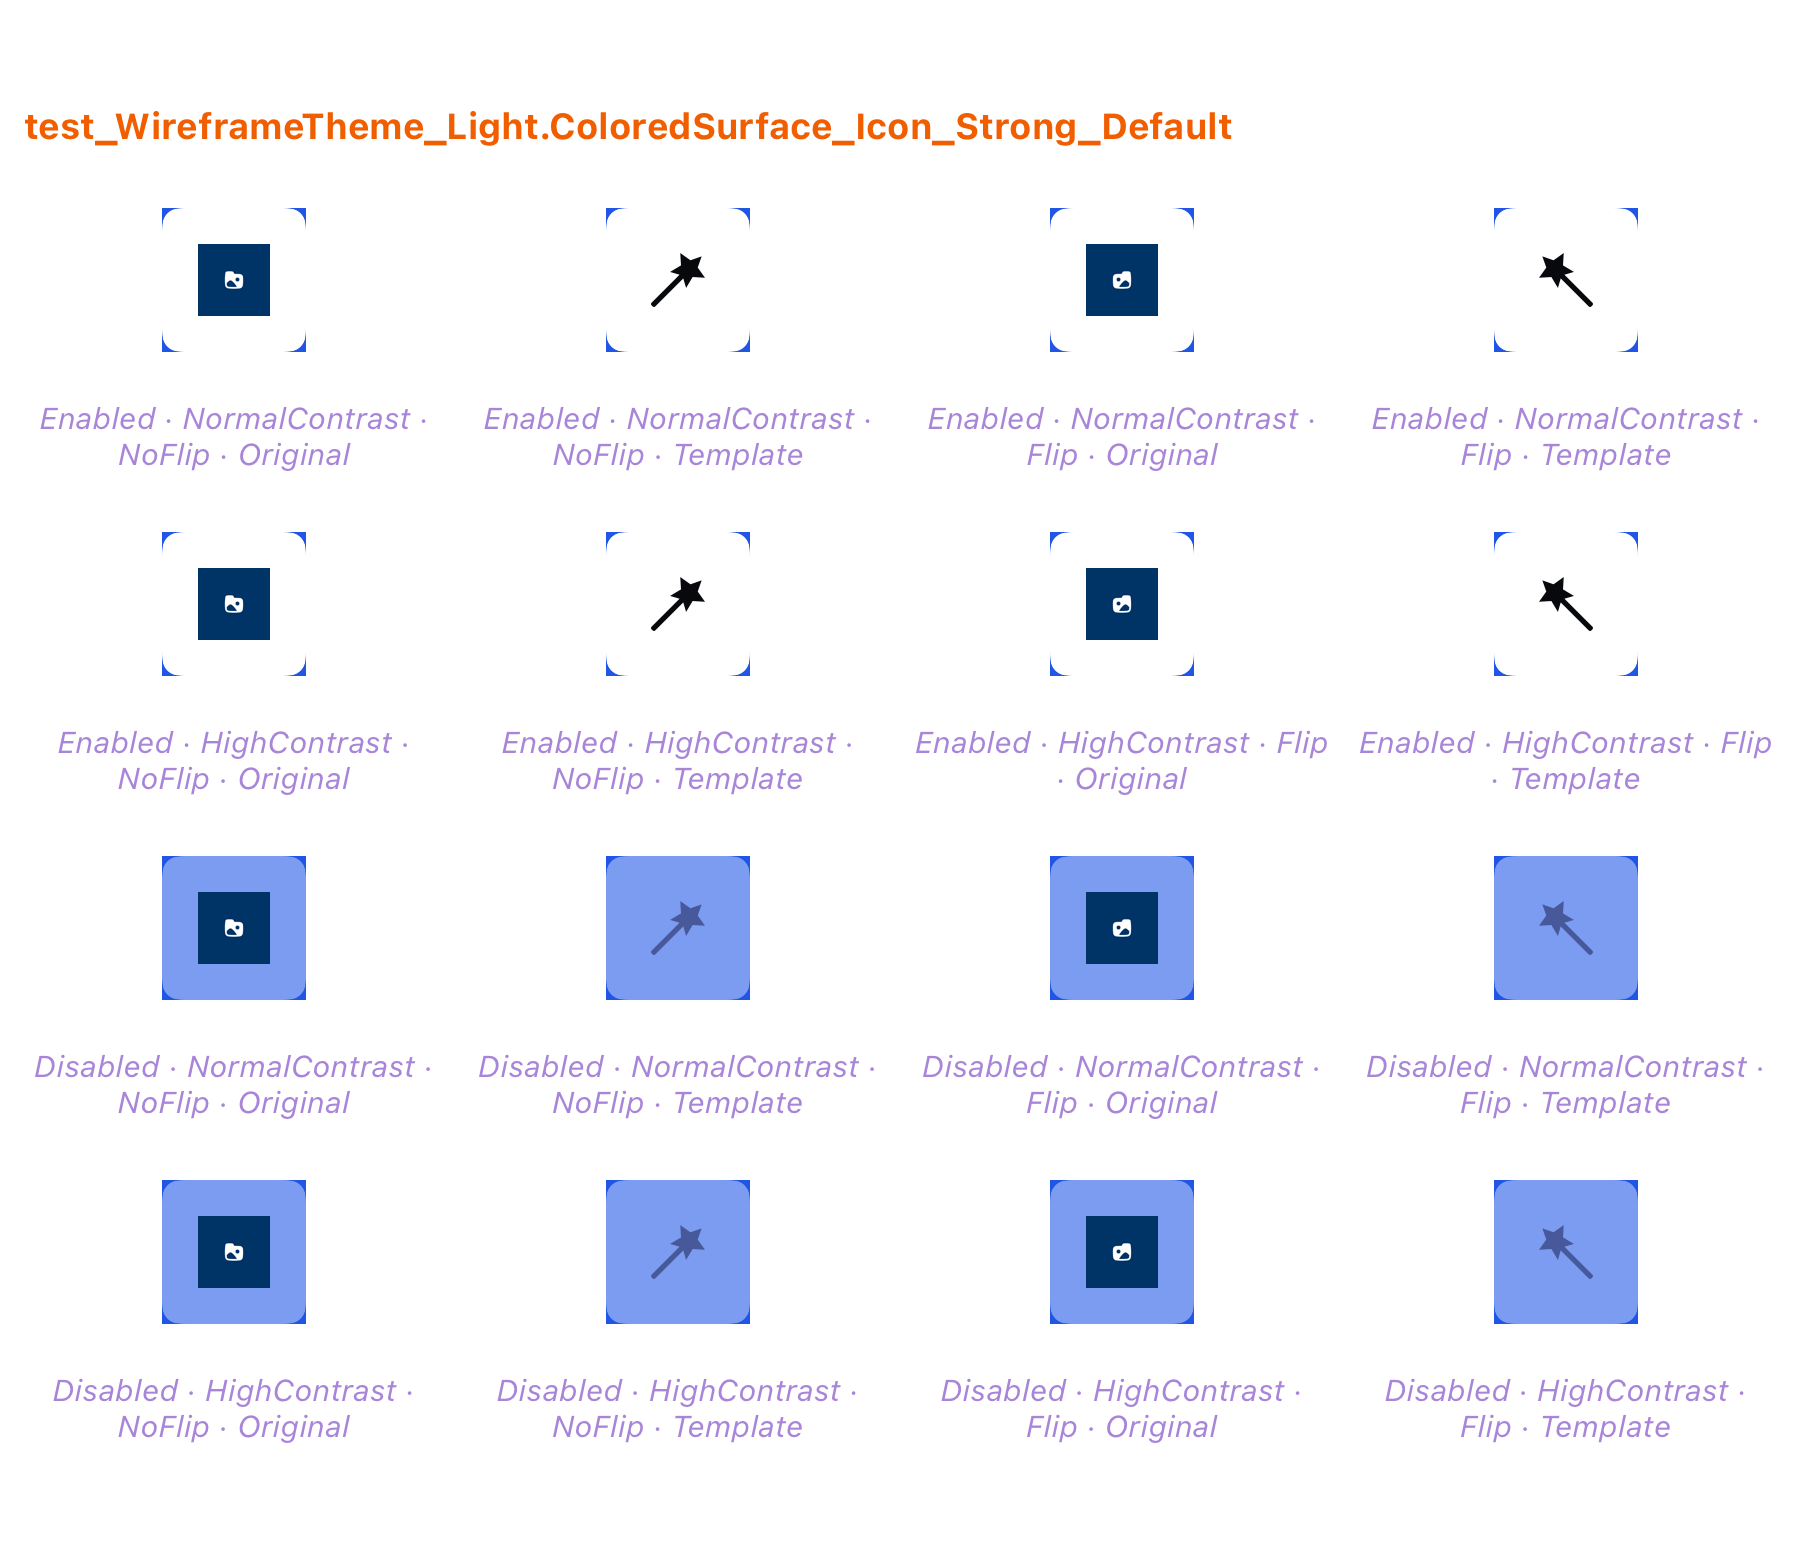 test_WireframeTheme_Light.ColoredSurface_Icon_Strong_Default
Enabled · NormalContrast ·
NoFlip · Original
Enabled · NormalContrast ·
NoFlip · Template
Enabled · NormalContrast ·
Flip · Original
Enabled · NormalContrast ·
Flip · Template
Enabled · HighContrast ·
NoFlip · Original
Enabled · HighContrast ·
NoFlip · Template
Enabled · HighContrast · Flip
· Original
Enabled · HighContrast · Flip
· Template
Disabled · NormalContrast ·
NoFlip · Original
Disabled · NormalContrast ·
NoFlip · Template
Disabled · NormalContrast ·
Flip · Original
Disabled · NormalContrast ·
Flip · Template
Disabled · HighContrast ·
NoFlip · Original
Disabled · HighContrast ·
NoFlip · Template
Disabled · HighContrast ·
Flip · Original
Disabled · HighContrast ·
Flip · Template